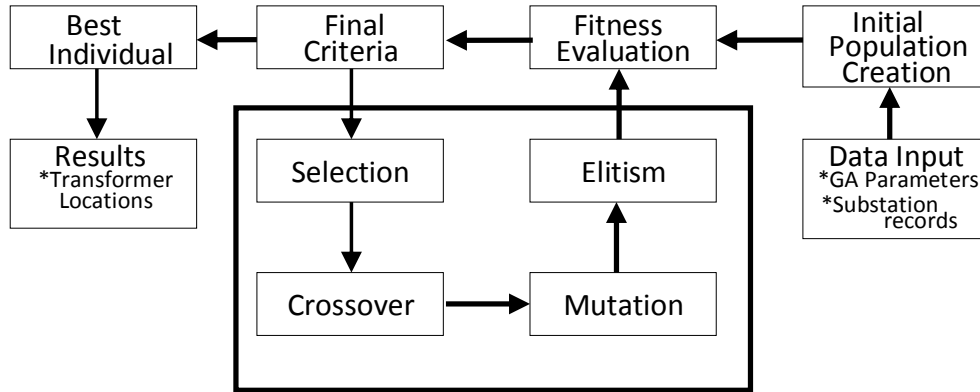 Best
Individual
Final
Criteria
Fitness
Evaluation
Initial
Population
Creation
Results
*Transformer
Locations
Selection
Elitism
Data Input
*GA Parameters
*Substation
records
Crossover
Mutation